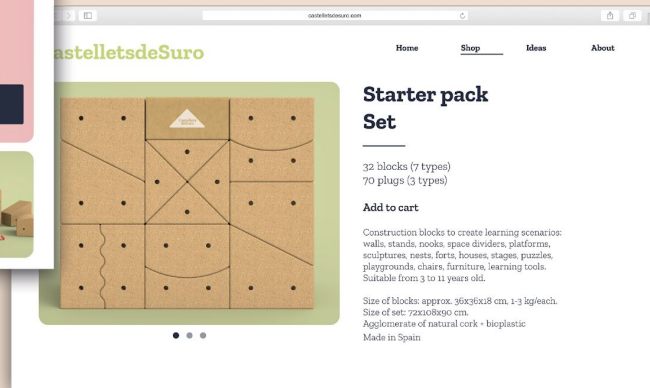 castelletsdesuro.com
astelletsdeSuro
Home Shop Ideas About
Starter pack
Set
32 blocks (7 types)
70 plugs (3 types)
Add to cart
Construction blocks to create learning scenarios:
walls, stands, nooks, space dividers, platforms,
sculptures, nests, forts, houses, stages, puzzles,
playgrounds, chairs, furniture, learning tools.
Suitable from 3 to 11 years old.
Size of blocks: approx. 36x36x18 cm, 1-3 kg/each.
Size of set: 72x108x90 cm.
Agglomerate of natural cork + bioplastic
Made in Spain